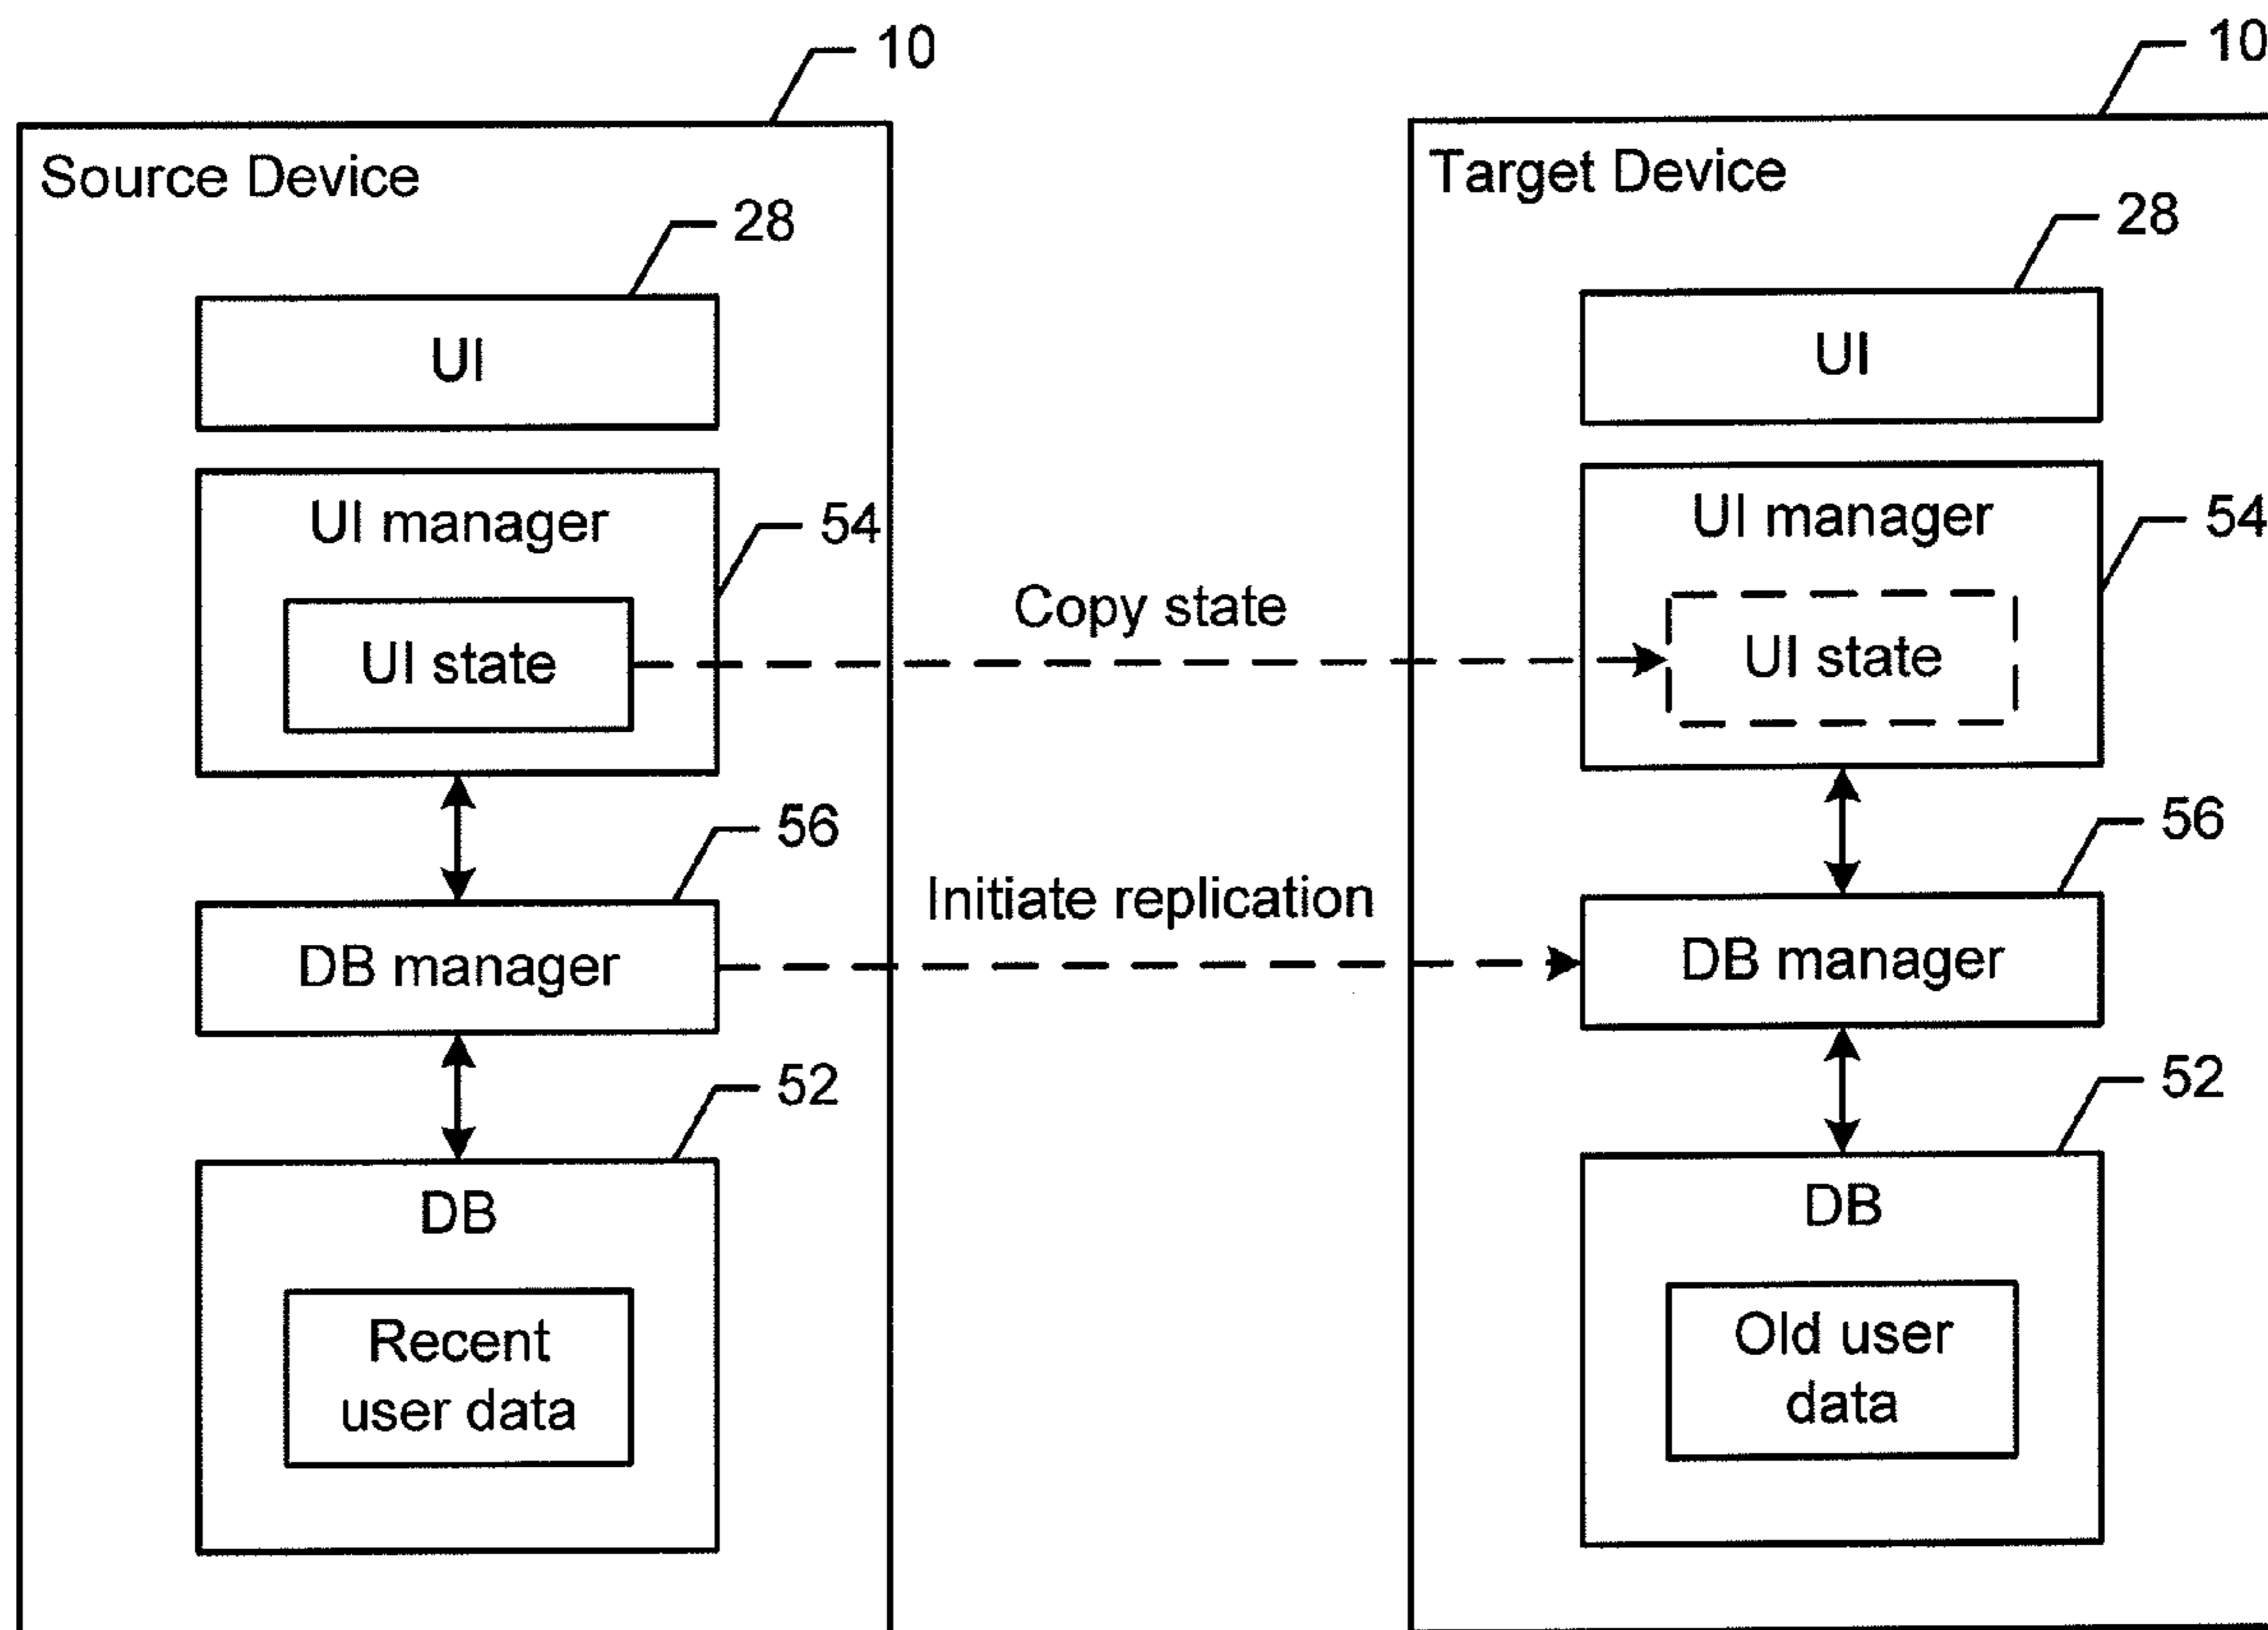 10
10
Source Device
Target Device
28
28
UI
UI
UI manager
54
UI manager
54
Copy state
UI state
UI state
56
56
Initiate replication
DB manager
DB manager
52
52
DB
DB
Recent
user data
Old user
data